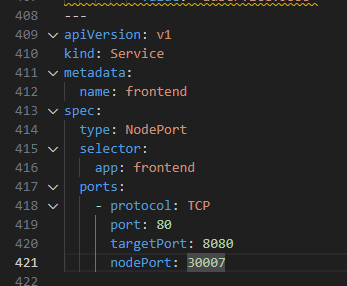 408 ---
409 apiVersion: v1
410 kind: Service
411 metadata:
412   name: frontend
413 spec:
414   type: NodePort
415   selector:
416     app: frontend
417   ports:
418     - protocol: TCP
419       port: 80
420       targetPort: 8080
421       nodePort: 30007
422